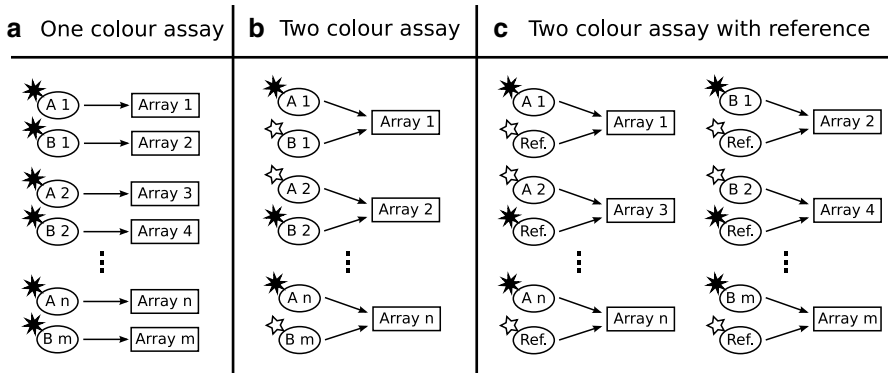 a One colour assay
b Two colour assay
c Two colour assay with reference
A 1 Array 1
B 1 Array 2
A 2 Array 3
B 2 Array 4
A n Array n
B m Array m
A 1
B 1
Array 1
A 2
B 2
Array 2
A n
B m
Array n
A 1
Ref.
Array 1
A 2
Ref.
Array 3
A n
Ref.
Array n
B 1
Ref.
Array 2
B 2
Ref.
Array 4
B m
Ref.
Array m